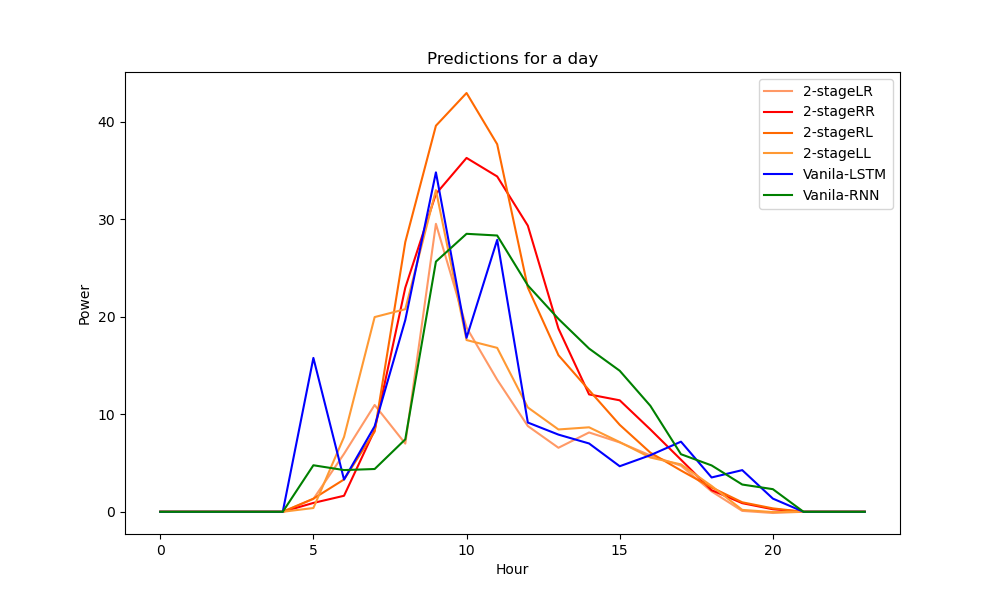 Predictions for a day
2-stageLR
2-stageRR
2-stageRL
2-stageLL
Vanila-LSTM
Vanila-RNN
Power
40
30
20
10
0
0 5 10 15 20
Hour